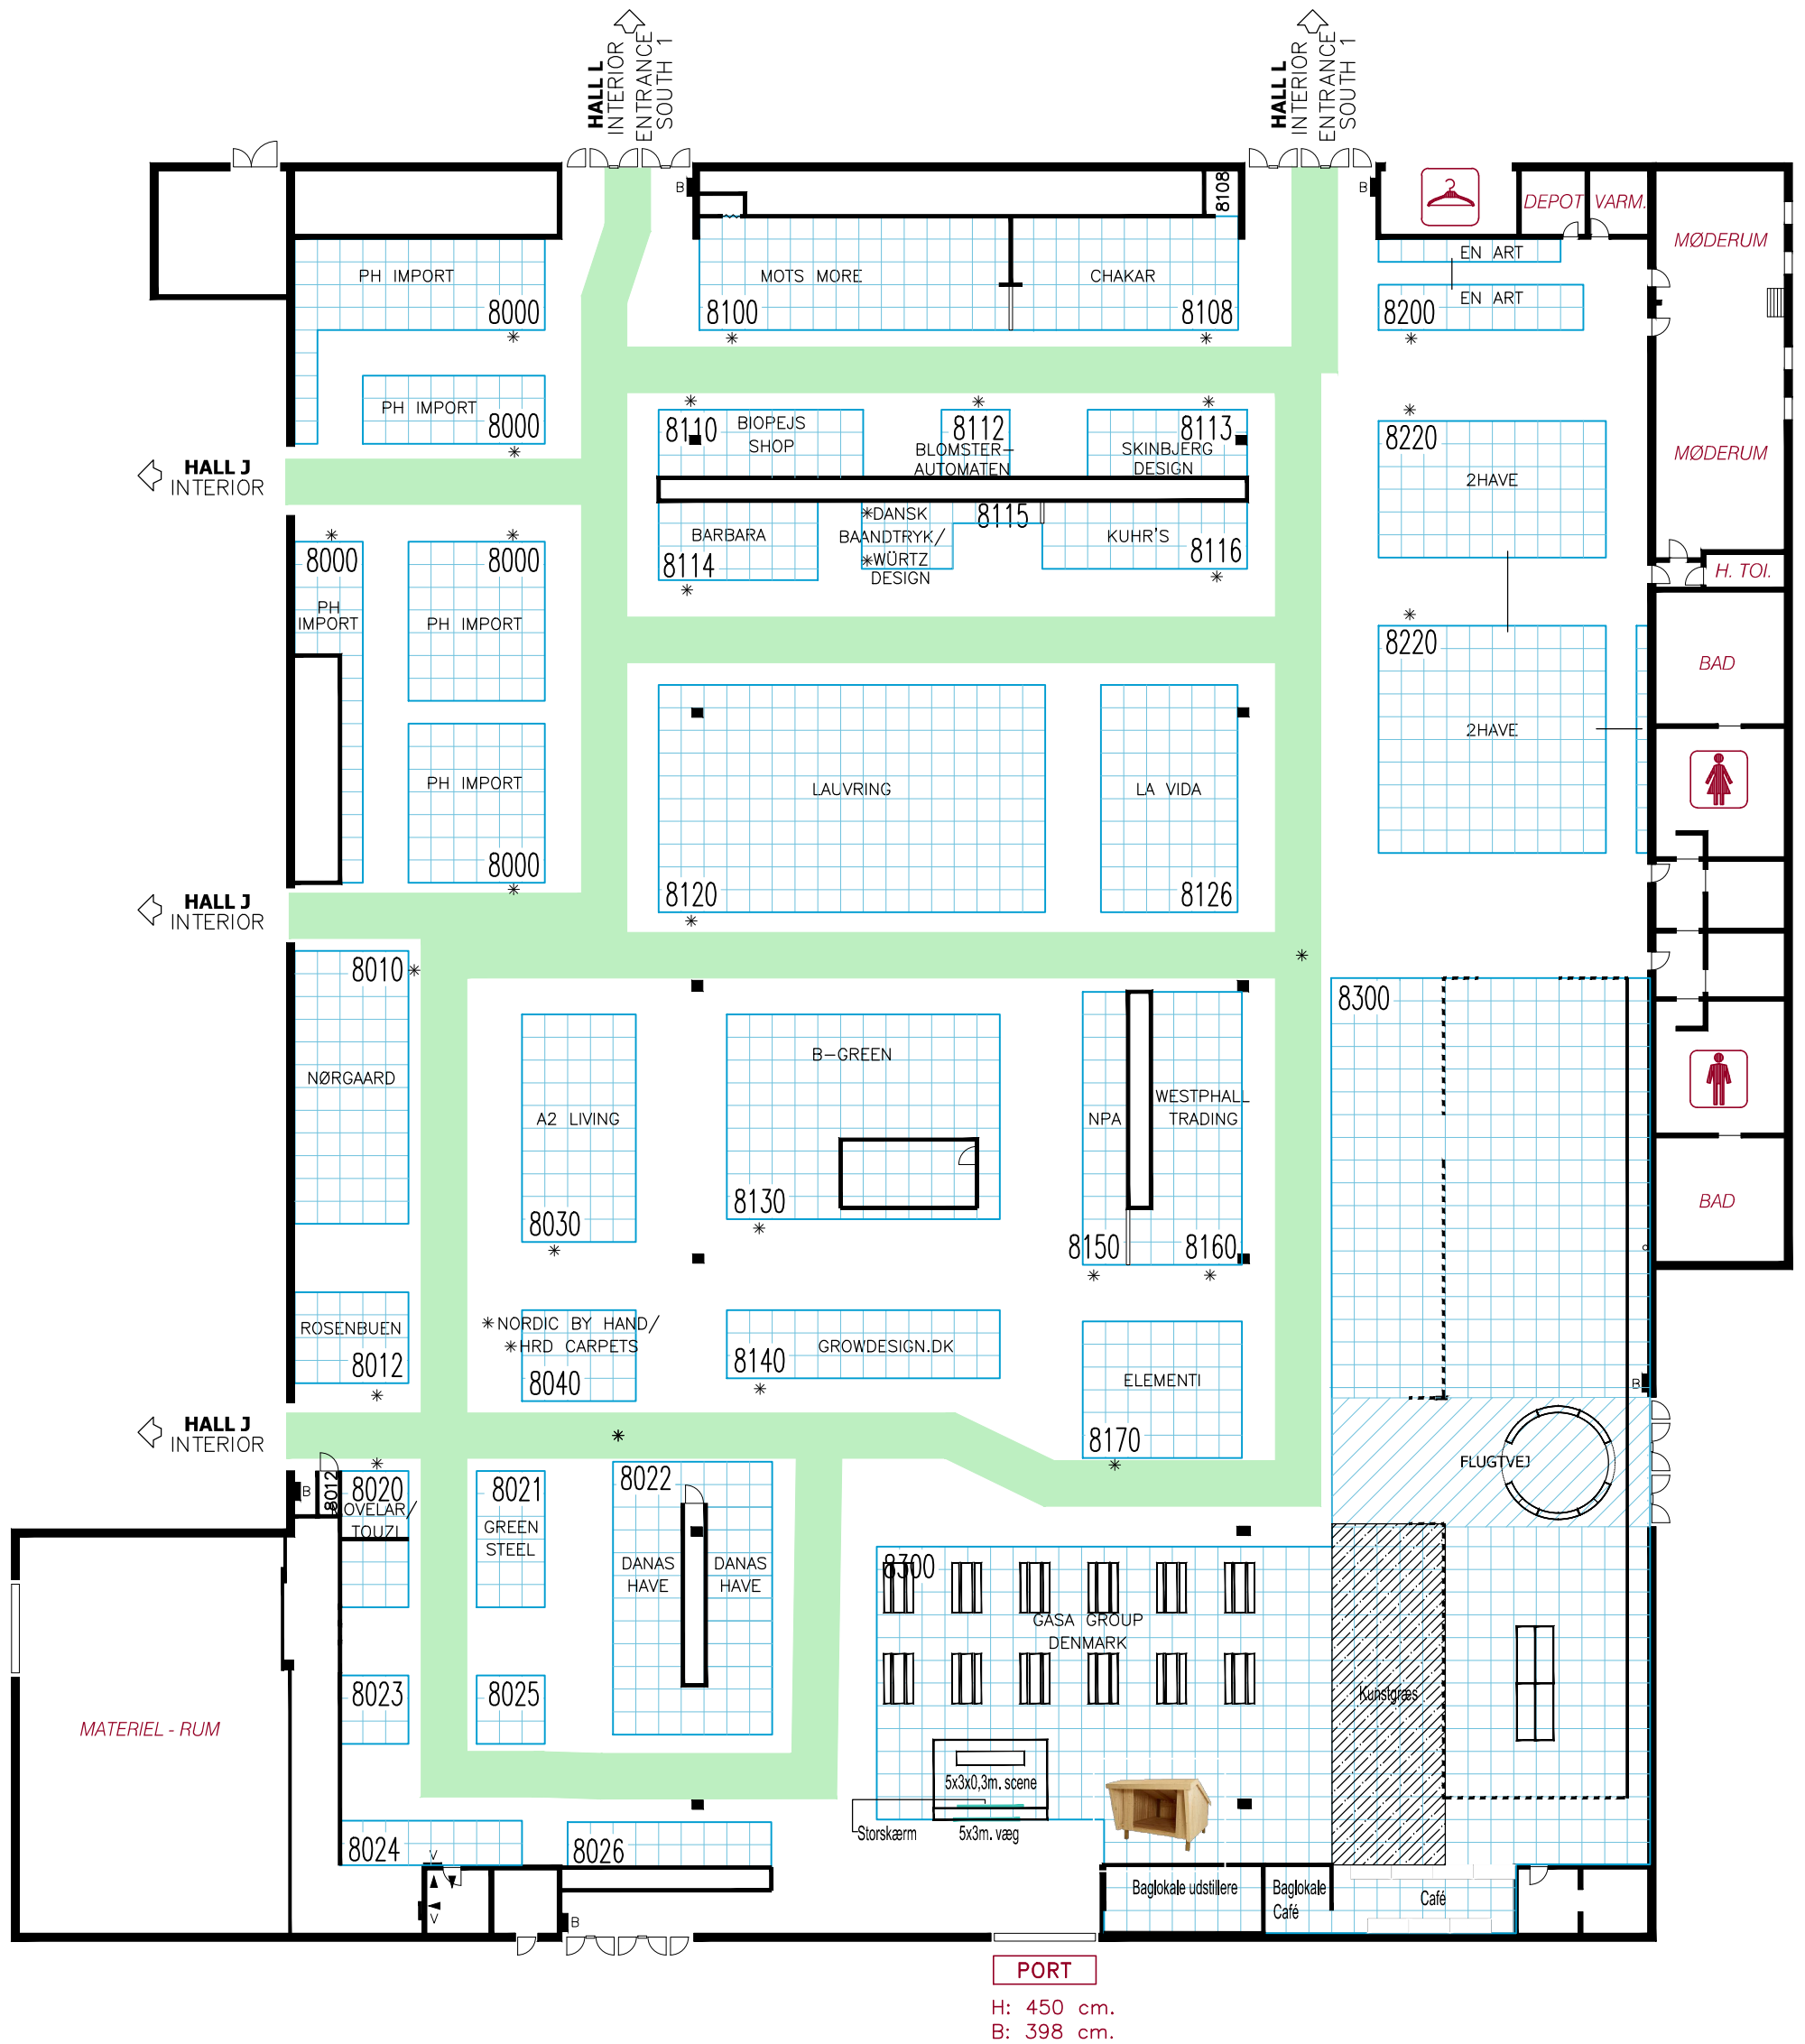 HALL L
INTERIOR
ENTRANCE
SOUTH 1
HALL L
INTERIOR
ENTRANCE
SOUTH 1
B
8108
B
DEPOT
VARM.
MØDERUM
PH IMPORT
8000
MOTS MORE
8100
CHAKAR
8108
EN ART
EN ART
8200
PH IMPORT
8000
8110
BIOPEJS
SHOP
8112
BLOMSTER-
AUTOMATEN
8113
SKINBJERG
DESIGN
8220
2HAVE
MØDERUM
HALL J
INTERIOR
BARBARA
8114
*DANSK
BAANDTRYK/
*WÜRTZ
DESIGN
8115
KUHR'S
8116
8000
PH
IMPORT
8000
PH IMPORT
H. TOI.
8220
2HAVE
BAD
PH IMPORT
8000
LAUVRING
8120
LA VIDA
8126
HALL J
INTERIOR
8010
NØRGAARD
8300
A2 LIVING
8030
B-GREEN
8130
NPA
8150
WESTPHALL
TRADING
8160
BAD
ROSENBUEN
8012
*NORDIC BY HAND/
*HRD CARPETS
8040
8140
GROWDESIGN.DK
ELEMENTI
8170
B
HALL J
INTERIOR
FLUGTVEJ
B
8012
8020
OVELAR/
TOUZI
8021
GREEN
STEEL
8022
DANAS
HAVE
DANAS
HAVE
8300
GASA GROUP
DENMARK
Kunstgræs
8023
8025
MATERIEL - RUM
5x3x0,3m. scene
Storskærm
5x3m. væg
8024
8026
V
V
B
Baglokale udstillere
Baglokale
Café
Café
PORT
H: 450 cm.
B: 398 cm.